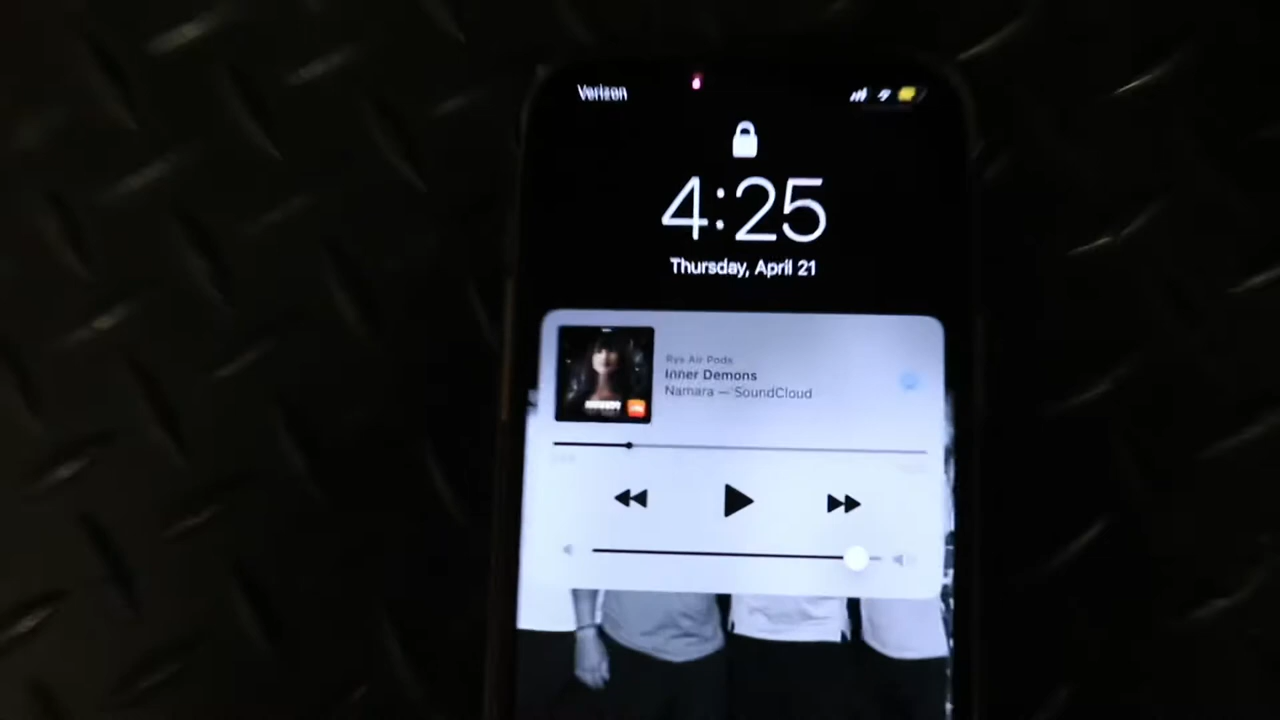 Verizon
4:25
Thursday, April 21
Rys Air Pods
Inner Demons
Namara — SoundCloud